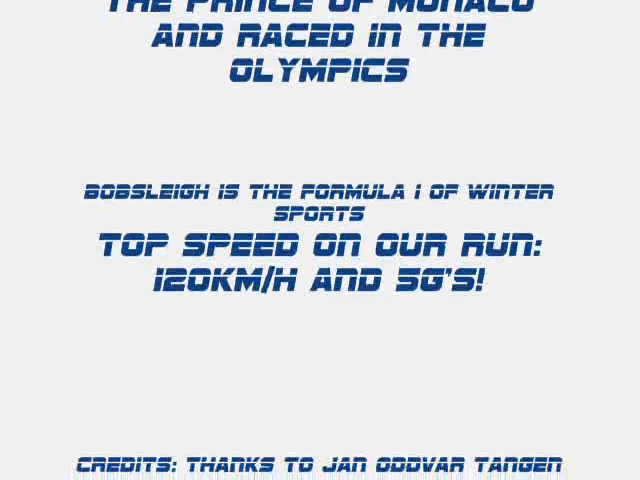 THE PRINCE OF MONACO
AND RACED IN THE
OLYMPICS
BOBSLEIGH IS THE FORMULA 1 OF WINTER
SPORTS
TOP SPEED ON OUR RUN:
120KM/H AND 5G'S!
CREDITS: THANKS TO JAN ODDVAR TANGEN